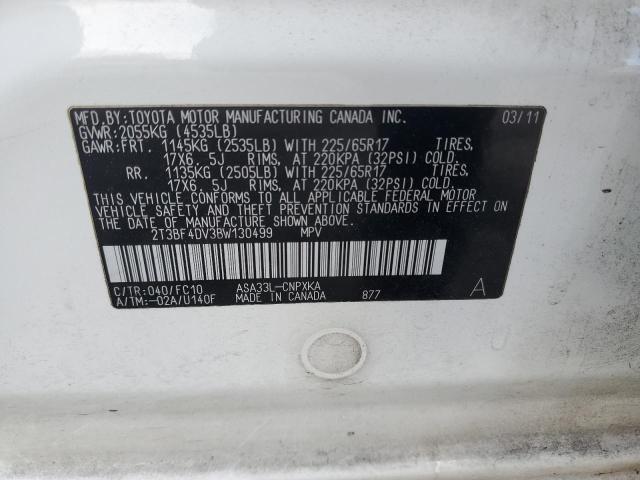 MFD.BY:TOYOTA MOTOR MANUFACTURING CANADA INC. 03/11
GVWR:2055KG (4535LB)
GAWR:FRT. 1145KG (2535LB) WITH 225/65R17 TIRES,
17X6. 5J RIMS, AT 220KPA (32PSI) COLD.
RR. 1135KG (2505LB) WITH 225/65R17 TIRES,
17X6. 5J RIMS, AT 220KPA (32PSI) COLD.
THIS VEHICLE CONFORMS TO ALL APPLICABLE FEDERAL MOTOR
VEHICLE SAFETY AND THEFT PREVENTION STANDARDS IN EFFECT
ON THE DATE OF MANUFACTURE SHOWN ABOVE.
2T3BF4DV3BW130499 MPV
C/TR:040/FC10 ASA33L-CNPXKA
A/TM:-02A/U140F MADE IN CANADA 877 A